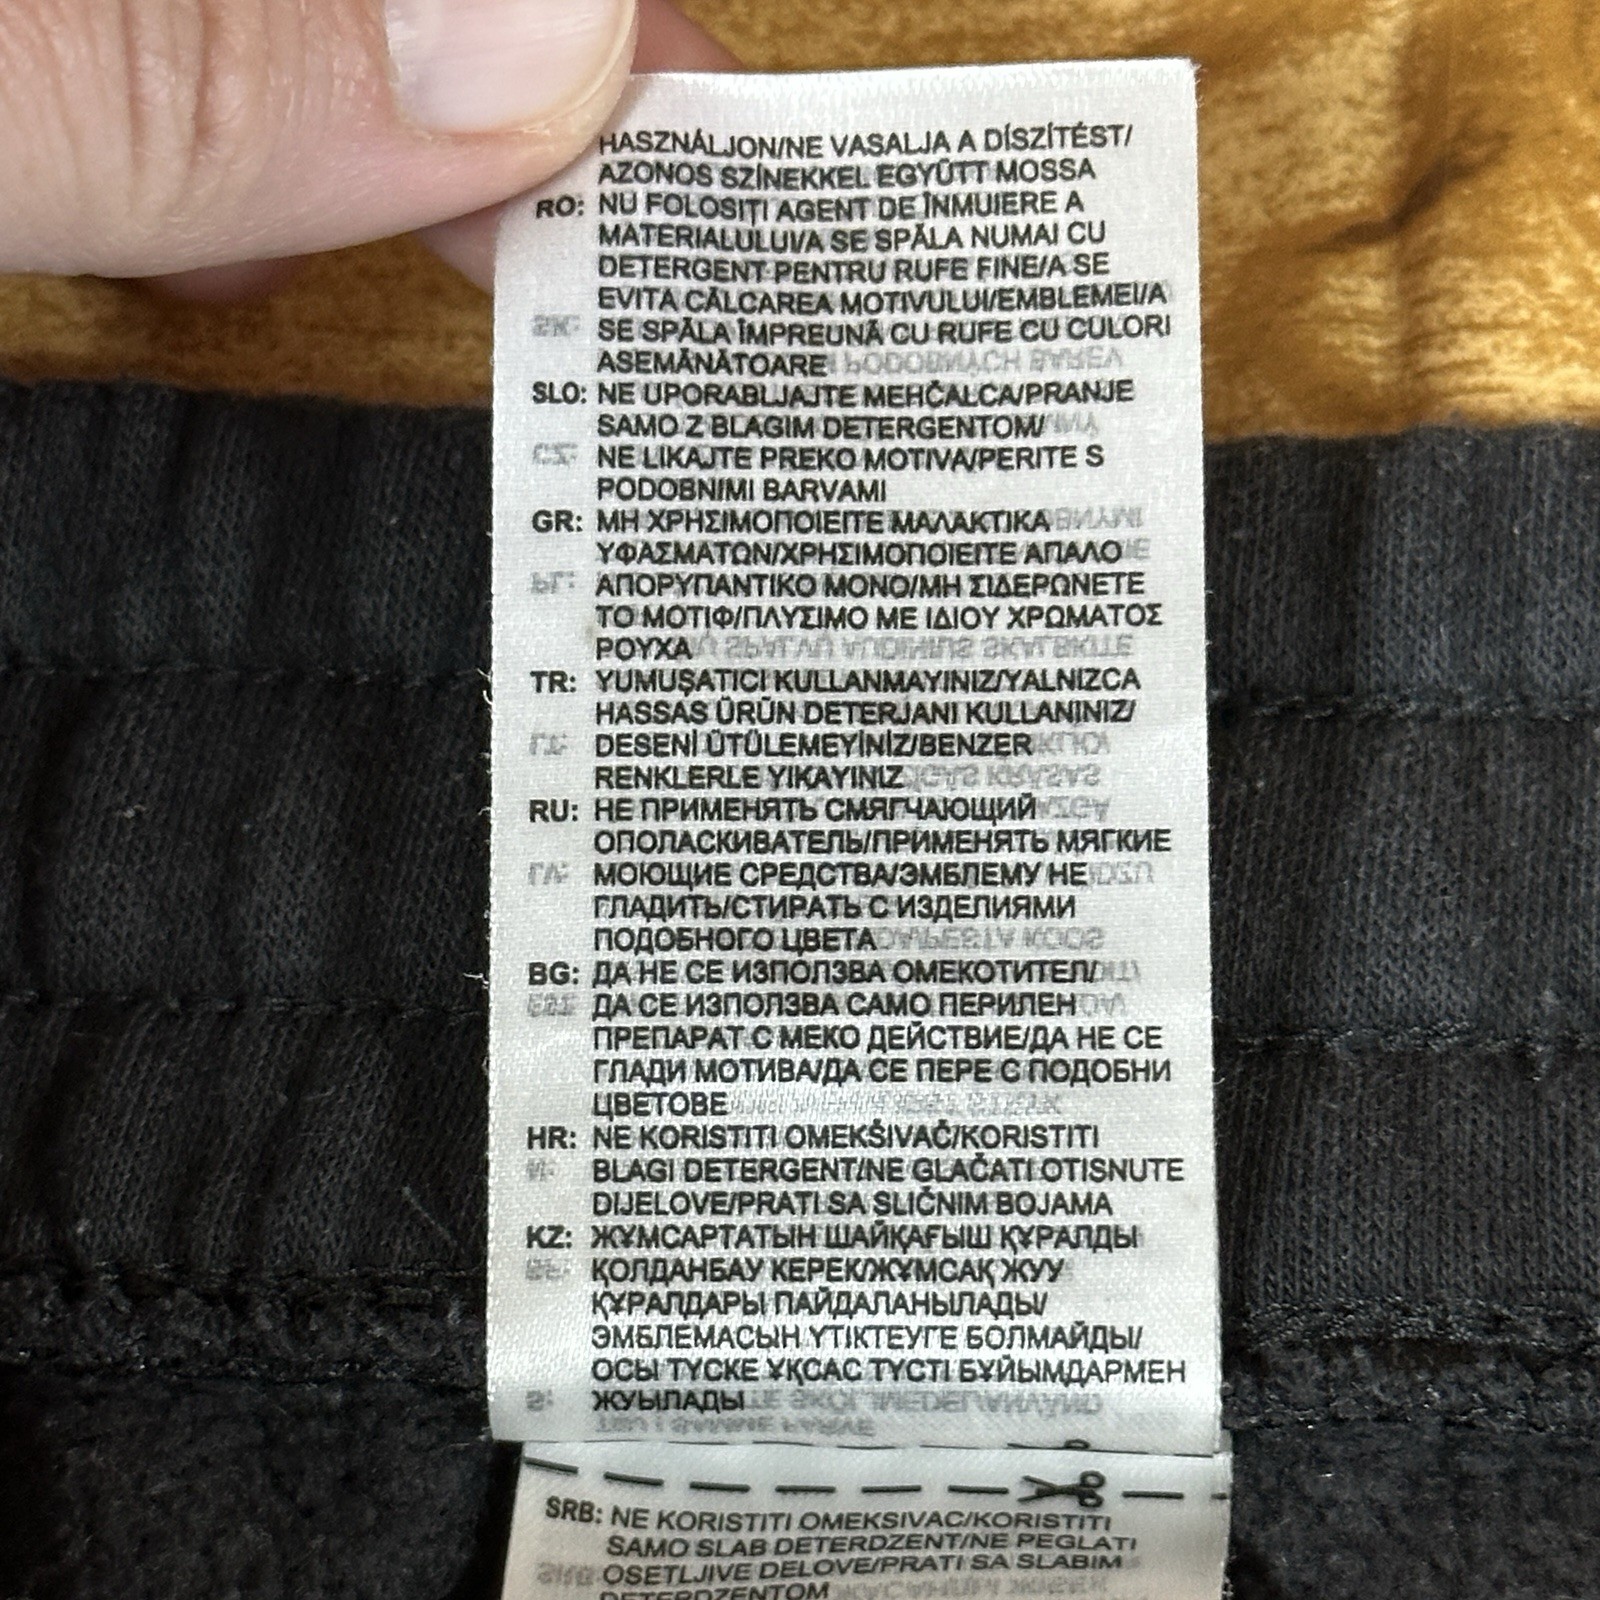 HASZNÁLJON/NE VASALJA A DÍSZÍTÉST/
AZONOS SZÍNEKKEL EGYÜTT MOSSA
RO: NU FOLOSIȚI AGENT DE ÎNMUIERE A
MATERIALULUI/A SE SPĂLA NUMAI CU
DETERGENT PENTRU RUFE FINE/A SE
EVITA CĂLCAREA MOTIVULUI/EMBLEMEI/A
SE SPĂLA ÎMPREUNĂ CU RUFE CU CULORI
ASEMĂNĂTOARE
SLO: NE UPORABLJAJTE MEHČALCA/PRANJE
SAMO Z BLAGIM DETERGENTOM/
NE LIKAJTE PREKO MOTIVA/PERITE S
PODOBNIMI BARVAMI
GR: ΜΗ ΧΡΗΣΙΜΟΠΟΙΕΙΤΕ ΜΑΛΑΚΤΙΚΑ
ΥΦΑΣΜΑΤΩΝ/ΧΡΗΣΙΜΟΠΟΙΕΙΤΕ ΑΠΑΛΟ
ΑΠΟΡΥΠΑΝΤΙΚΟ ΜΟΝΟ/ΜΗ ΣΙΔΕΡΩΝΕΤΕ
ΤΟ ΜΟΤΙΦ/ΠΛΥΣΙΜΟ ΜΕ ΙΔΙΟΥ ΧΡΩΜΑΤΟΣ
ΡΟΥΧΑ
TR: YUMUŞATICI KULLANMAYINIZ/YALNIZCA
HASSAS ÜRÜN DETERJANI KULLANINIZ/
DESENİ ÜTÜLEMEYİNİZ/BENZER
RENKLERLE YIKAYINIZ
RU: НЕ ПРИМЕНЯТЬ СМЯГЧАЮЩИЙ
ОПОЛАСКИВАТЕЛЬ/ПРИМЕНЯТЬ МЯГКИЕ
МОЮЩИЕ СРЕДСТВА/ЭМБЛЕМУ НЕ
ГЛАДИТЬ/СТИРАТЬ С ИЗДЕЛИЯМИ
ПОДОБНОГО ЦВЕТА
BG: ДА НЕ СЕ ИЗПОЛЗВА ОМЕКОТИТЕЛ/
ДА СЕ ИЗПОЛЗВА САМО ПЕРИЛЕН
ПРЕПАРАТ С МЕКО ДЕЙСТВИЕ/ДА НЕ СЕ
ГЛАДИ МОТИВА/ДА СЕ ПЕРЕ С ПОДОБНИ
ЦВЕТОВЕ
HR: NE KORISTITI OMEKŠIVAČ/KORISTITI
BLAGI DETERGENT/NE GLAČATI OTISNUTE
DIJELOVE/PRATI SA SLIČNIM BOJAMA
KZ: ЖҰМСАРТАТЫН ШАЙҚАҒЫШ ҚҰРАЛДЫ
ҚОЛДАНБАУ КЕРЕК/ЖҰМСАҚ ЖУУ
ҚҰРАЛДАРЫ ПАЙДАЛАНЫЛАДЫ/
ЭМБЛЕМАСЫН ҮТІКТЕУГЕ БОЛМАЙДЫ/
ОСЫ ТҮСКЕ ҰҚСАС ТҮСТІ БҰЙЫМДАРМЕН
ЖУЫЛАДЫ
SRB: NE KORISTITI OMEKSIVAC/KORISTITI
SAMO SLAB DETERDZENT/NE PEGLATI
OSETLJIVE DELOVE/PRATI SA SLABIM
DETERDZENTOM